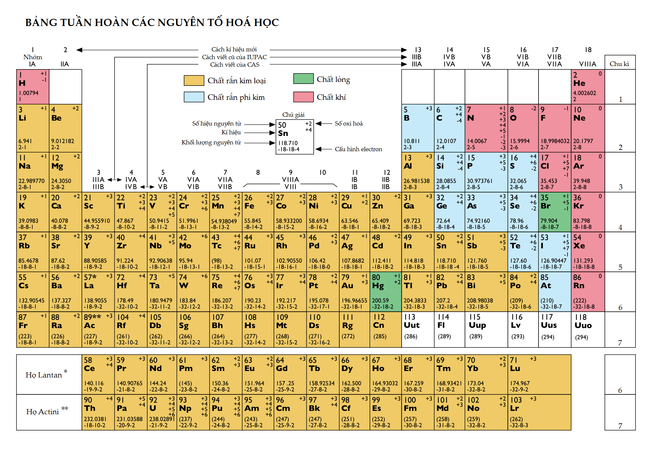 BẢNG TUẦN HOÀN CÁC NGUYÊN TỐ HOÁ HỌC
1 2 Cách kí hiệu mới 13 14 15 16 17 18
Nhóm Cách viết cũ của IUPAC IIIB IVB VB VIB VIIB
IA IIA Cách viết của CAS IIIA IVA VA VIA VIIA VIIIA Chu kì
Chất rắn kim loại Chất lỏng
Chất rắn phi kim Chất khí
Chú giải
Số hiệu nguyên tử 50 +2 +4 Số oxi hoá
Kí hiệu Sn
Khối lượng nguyên tử 118.710
-18-18-4 Cấu hình electron
1 +1 -1 2 0
H He
1.00794 4.002602
1 2 1
3 +1 4 +2 5 +3 6 +2 +4 -4 7 8 -2 9 -1 10 0
Li Be B C N O F Ne
6.941 9.012182 10.811 12.0107 14.0067 15.9994 18.9984032 20.1797
2-1 2-2 2-3 2-4 2-5 2-6 2-7 2-8 2
11 +1 12 +2 13 +3 14 15 16 17 18 0
Na Mg Al Si P S Cl Ar
22.989770 24.3050 26.981538 28.0855 30.973761 32.065 35.453 39.948
2-8-1 2-8-2 2-8-3 2-8-4 2-8-5 2-8-6 2-8-7 2-8-8 3
3 4 5 6 7 8 9 10 11 12
IIIA IVA VA VIA VIIA VIIIA IB IIB
IIIB IVB VB VIB VIIB VIII IB IIB
19 20 21 22 23 24 25 26 27 28 29 30 31 32 33 34 35 36
K Ca Sc Ti V Cr Mn Fe Co Ni Cu Zn Ga Ge As Se Br Kr
39.0983 40.078 44.955910 47.867 50.9415 51.9961 54.938049 55.845 58.933200 58.6934 63.546 65.409 69.723 72.64 74.92160 78.96 79.904 83.798
-8-8-1 -8-8-2 -8-9-2 -8-10-2 -8-11-2 -8-13-1 -8-13-2 -8-14-2 -8-15-2 -8-16-2 -8-18-1 -8-18-2 -8-18-3 -8-18-4 -8-18-5 -8-18-6 -8-18-7 -8-18-8 4
37 38 39 40 41 42 43 44 45 46 47 48 49 50 51 52 53 54
Rb Sr Y Zr Nb Mo Tc Ru Rh Pd Ag Cd In Sn Sb Te I Xe
85.4678 87.62 88.90585 91.224 92.90638 95.94 (98) 101.07 102.90550 106.42 107.8682 112.411 114.818 118.710 121.760 127.60 126.90447 131.293
-18-8-1 -18-8-2 -18-9-2 -18-10-2 -18-12-1 -18-13-1 -18-13-2 -18-15-1 -18-16-1 -18-18-0 -18-18-1 -18-18-2 -18-18-3 -18-18-4 -18-18-5 -18-18-6 -18-18-7 -18-18-8 5
55 56 57* 72 73 74 75 76 77 78 79 80 81 82 83 84 85 86
Cs Ba La Hf Ta W Re Os Ir Pt Au Hg Tl Pb Bi Po At Rn
132.90545 137.327 138.9055 178.49 180.9479 183.84 186.207 190.23 192.217 195.078 196.96655 200.59 204.3833 207.2 208.98038 (209) (210) (222)
-18-8-1 -18-8-2 -18-9-2 -32-10-2 -32-11-2 -32-12-2 -32-13-2 -32-14-2 -32-15-2 -32-17-1 -32-18-1 -32-18-2 -32-18-3 -32-18-4 -32-18-5 -32-18-6 -32-18-7 -32-18-8 6
87 88 89** 104 105 106 107 108 109 110 111 112 113 114 115 116 117 118
Fr Ra Ac Rf Db Sg Bh Hs Mt Ds Rg Cn Uut Fl Uup Lv Uus Uuo
(223) (226) (227) (261) (262) (266) (264) (277) (268) (271) (272) (285) (286) (289) (289) (293) (294) (294)
-18-8-1 -18-8-2 -18-9-2 -32-10-2 -32-11-2 -32-12-2 -32-13-2 -32-14-2 -32-15-2 -32-16-2 7
58 59 60 61 62 63 64 65 66 67 68 69 70 71
Họ Lantan * Ce Pr Nd Pm Sm Eu Gd Tb Dy Ho Er Tm Yb Lu
140.116 140.90765 144.24 (145) 150.36 151.964 157.25 158.92534 162.500 164.93032 167.259 168.93421 173.04 174.967
-19-9-2 -21-8-2 -22-8-2 -23-8-2 -24-8-2 -25-8-2 -25-9-2 -27-8-2 -28-8-2 -29-8-2 -30-8-2 -31-8-2 -32-8-2 -32-9-2 6
90 91 92 93 94 95 96 97 98 99 100 101 102 103
Họ Actini ** Th Pa U Np Pu Am Cm Bk Cf Es Fm Md No Lr
232.0381 231.03588 238.02891 (237) (244) (243) (247) (247) (251) (252) (257) (258) (259) (262)
-18-10-2 -20-9-2 -21-9-2 -22-9-2 -24-8-2 -25-8-2 -25-9-2 -27-8-2 -28-8-2 -29-8-2 -30-8-2 -31-8-2 -32-8-2 -32-8-3 7